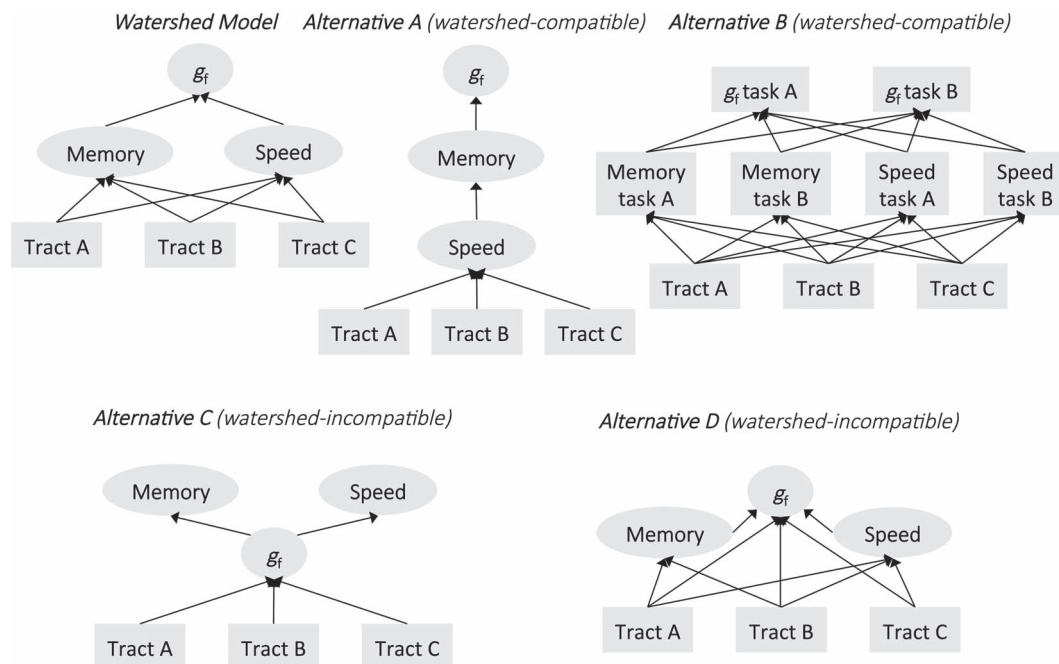 Watershed Model
Alternative A (watershed-compatible)
Alternative B (watershed-compatible)
gf
Memory
Speed
Tract A
Tract B
Tract C
gf
Memory
Speed
Tract A
Tract B
Tract C
gf task A
gf task B
Memory
task A
Memory
task B
Speed
task A
Speed
task B
Tract A
Tract B
Tract C
Alternative C (watershed-incompatible)
Alternative D (watershed-incompatible)
Memory
Speed
gf
Tract A
Tract B
Tract C
gf
Memory
Speed
Tract A
Tract B
Tract C